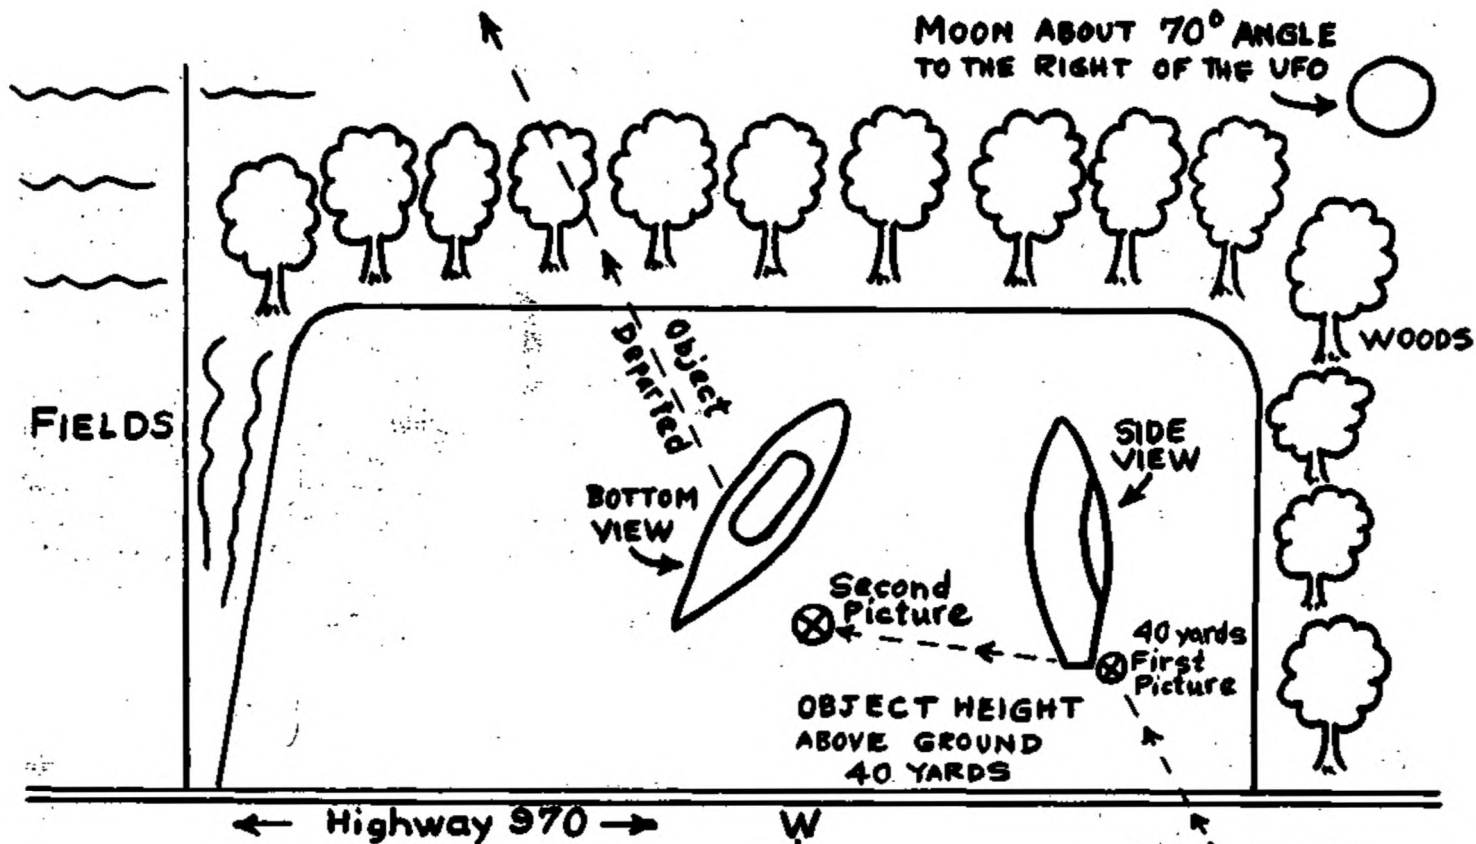 MOON ABOUT 70° ANGLE
TO THE RIGHT OF THE UFO
WOODS
Object
Departed
FIELDS
SIDE
VIEW
BOTTOM
VIEW
Second
Picture
40 yards
First
Picture
OBJECT HEIGHT
ABOVE GROUND
40 YARDS
Highway 970
W